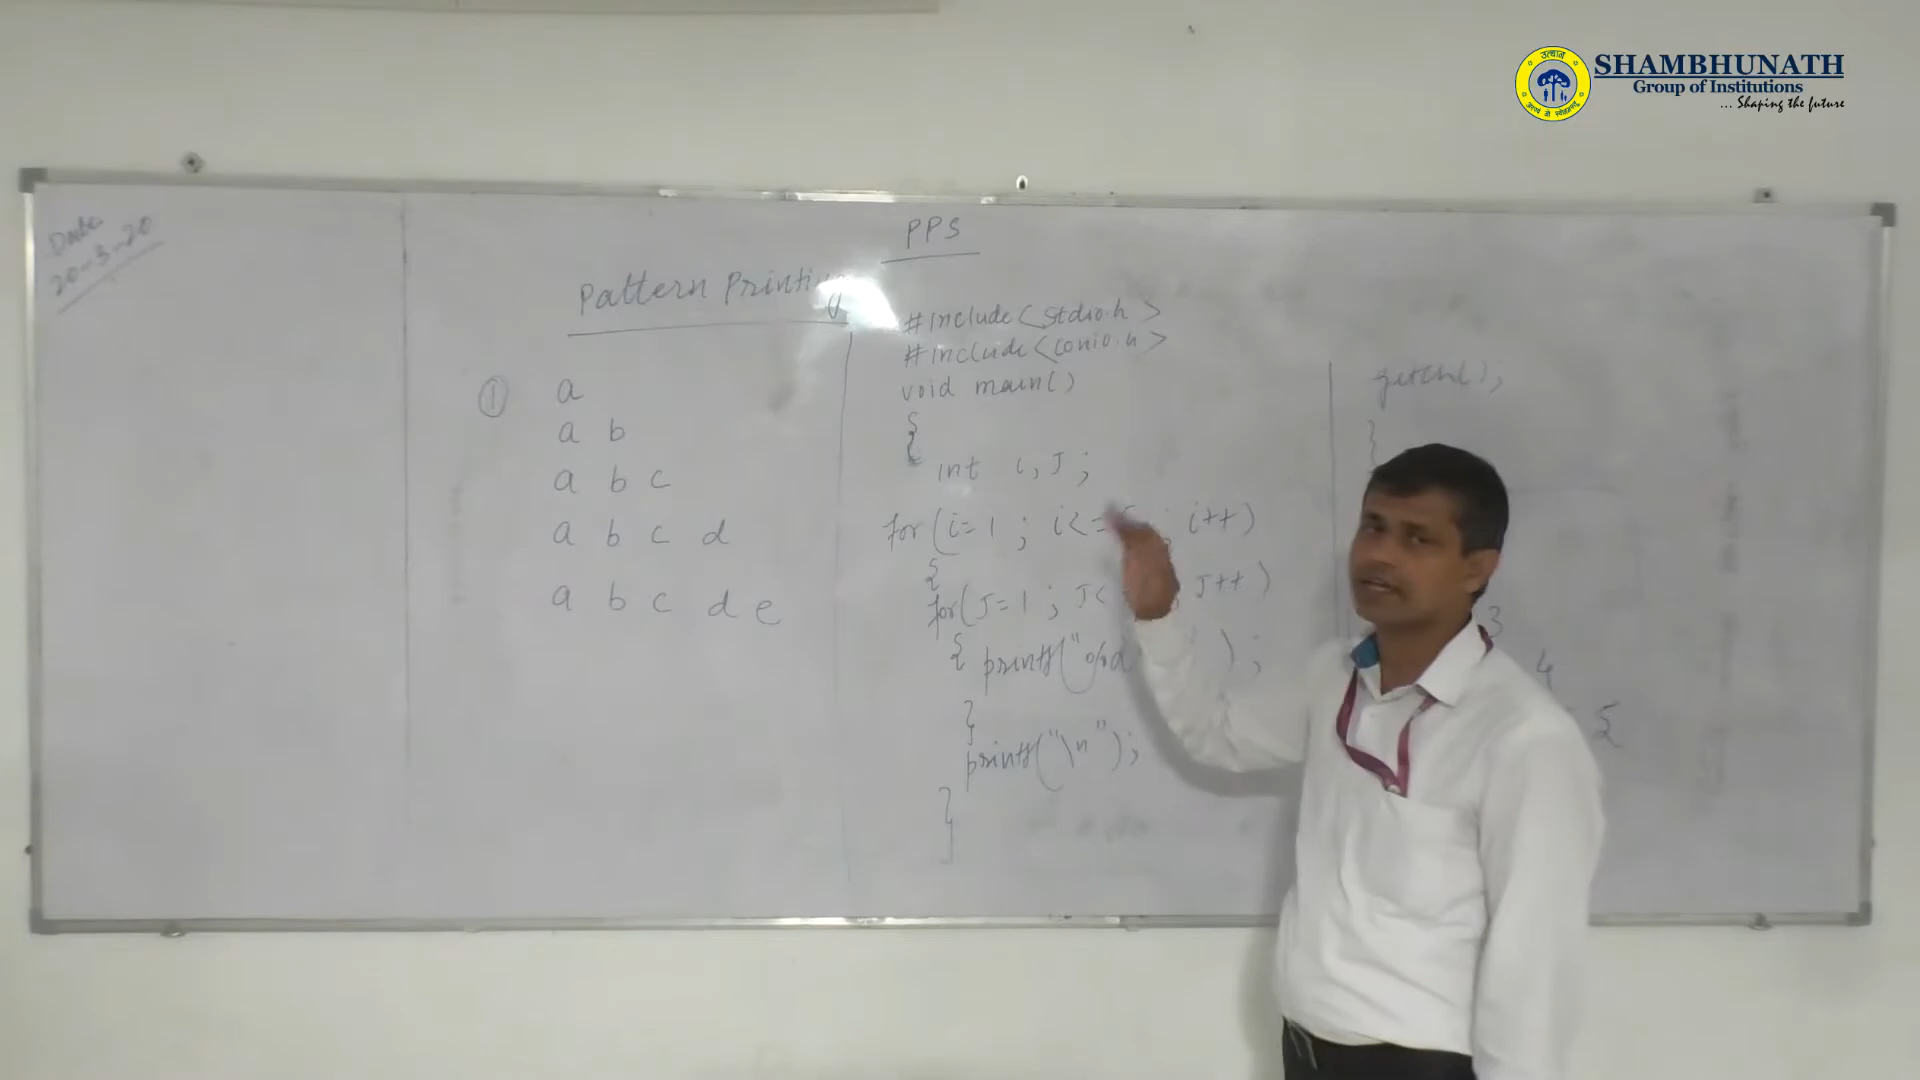 उत्थान
SHAMBHUNATH
Group of Institutions
... Shaping the future
Date
20-3-20
PPS
Pattern Printing
① a
a b
a b c
a b c d
a b c d e
#include<stdio.h>
#include<conio.h>
void main()
{
int i, J;
for(i=1 ; i<= ; i++)
{
for(J=1 ; J< ; J++)
{ printf("%d );
}
printf("\n");
}
getch();
}
3
4
5